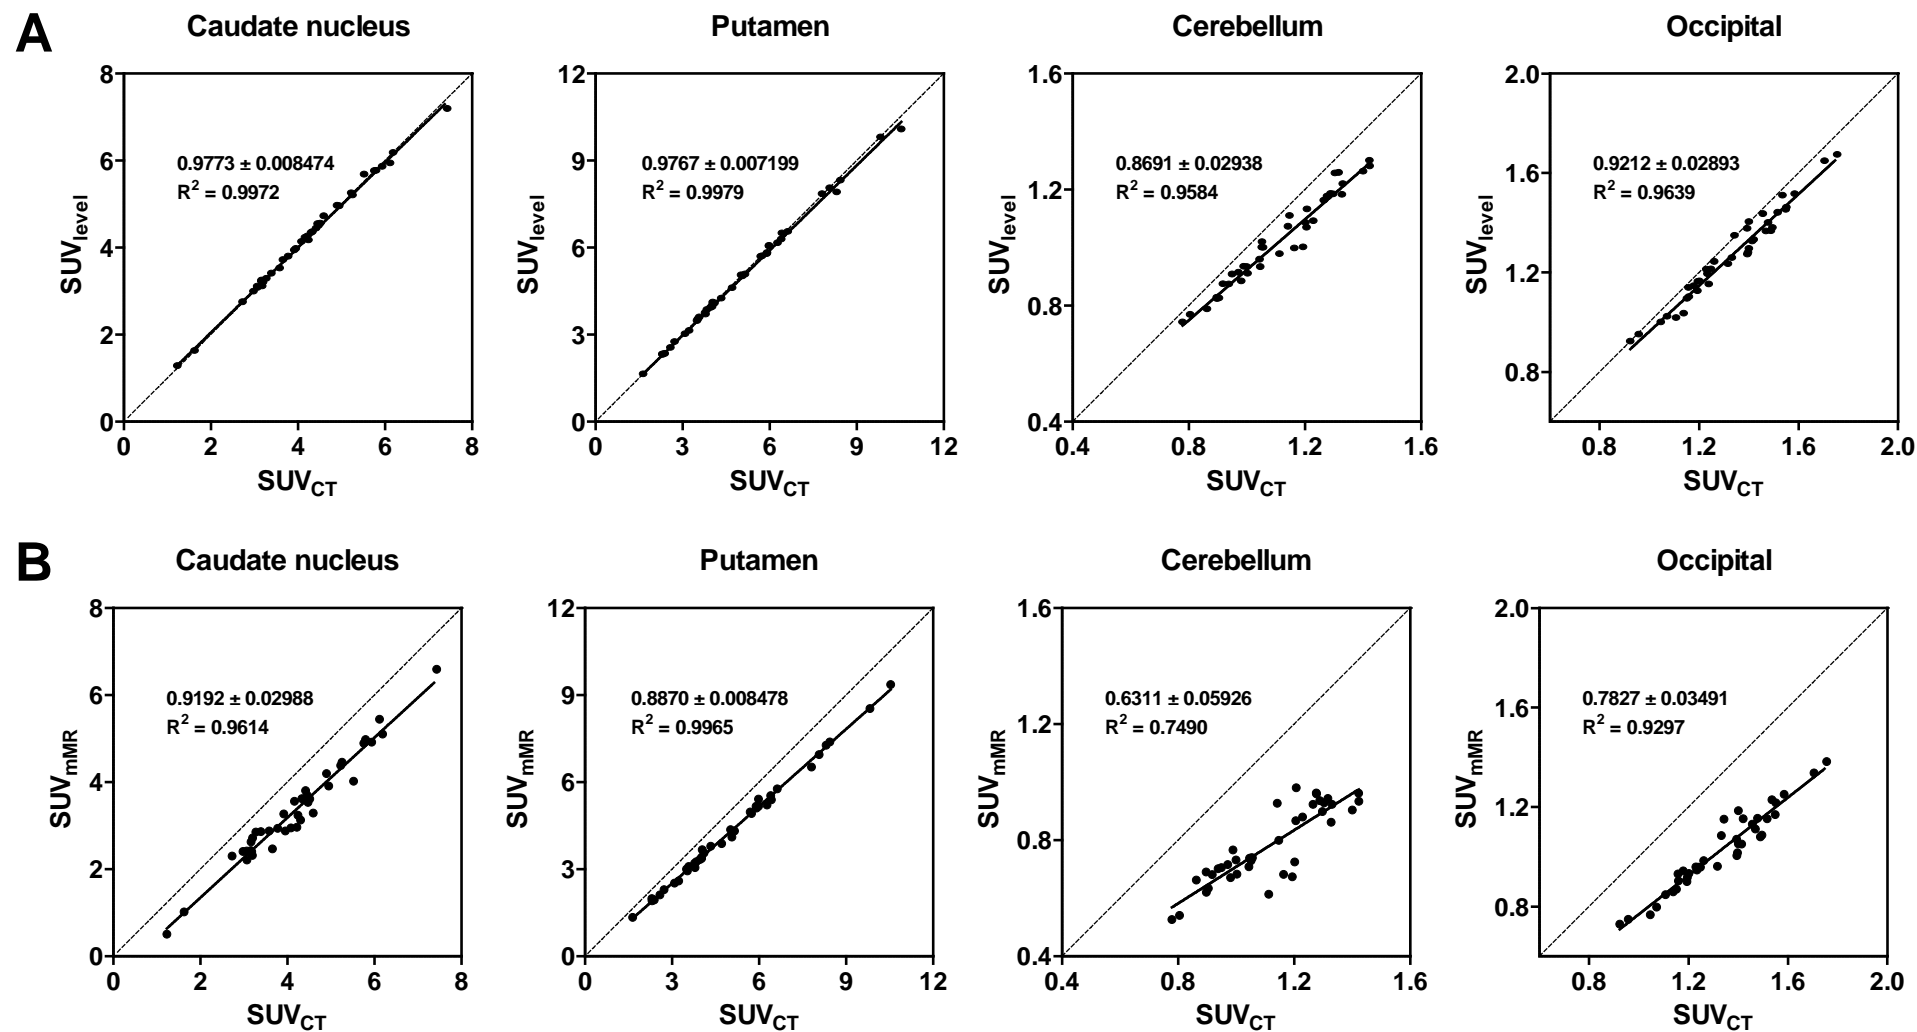 A
Caudate nucleus
8
6
4
2
0
0 2 4 6 8
SUVlevel
SUVCT
0.9773 ± 0.008474
R2 = 0.9972
Putamen
12
9
6
3
0
0 3 6 9 12
SUVlevel
SUVCT
0.9767 ± 0.007199
R2 = 0.9979
Cerebellum
1.6
1.2
0.8
0.4
0.4 0.8 1.2 1.6
SUVlevel
SUVCT
0.8691 ± 0.02938
R2 = 0.9584
Occipital
2.0
1.6
1.2
0.8
0.8 1.2 1.6 2.0
SUVlevel
SUVCT
0.9212 ± 0.02893
R2 = 0.9639
B
Caudate nucleus
8
6
4
2
0
0 2 4 6 8
SUVmMR
SUVCT
0.9192 ± 0.02988
R2 = 0.9614
Putamen
12
9
6
3
0
0 3 6 9 12
SUVmMR
SUVCT
0.8870 ± 0.008478
R2 = 0.9965
Cerebellum
1.6
1.2
0.8
0.4
0.4 0.8 1.2 1.6
SUVmMR
SUVCT
0.6311 ± 0.05926
R2 = 0.7490
Occipital
2.0
1.6
1.2
0.8
0.8 1.2 1.6 2.0
SUVmMR
SUVCT
0.7827 ± 0.03491
R2 = 0.9297